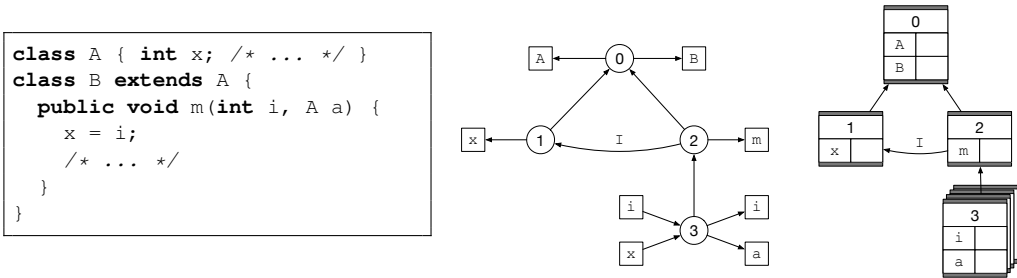 class A { int x; /* ... */ }
class B extends A {
  public void m(int i, A a) {
    x = i;
    /* ... */
  }
}
A 0 B
x 1 I 2 m
i i
3
x a
0
A
B
1 I 2
x m
3
i
a